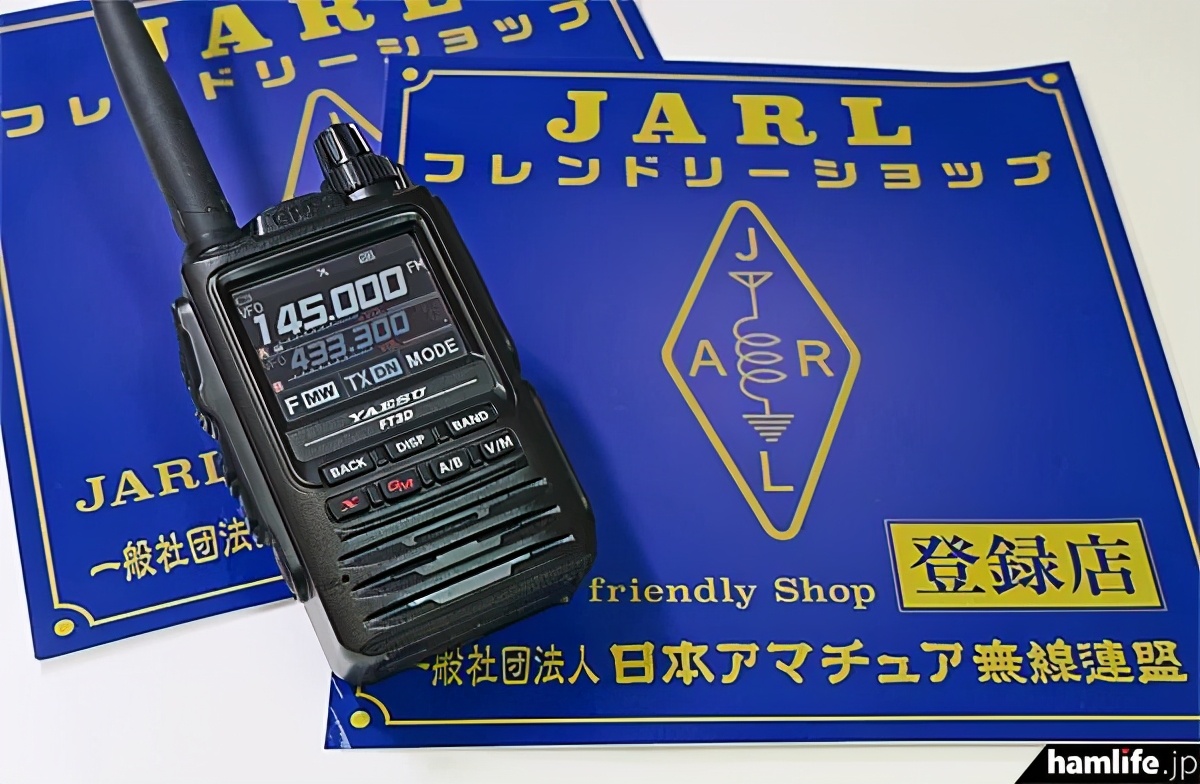 JARL
フレンドリーショップ
JARL
一般社団法
JARL
フレンドリーショップ
J
A R
L
friendly Shop
登録店
一般社団法人 日本アマチュア無線連盟
FM
VFO
145.000
VFO
433.300
F MW TX DN MODE
YAESU
FT3D
BACK DISP BAND
X GM A/B V/M
hamlife.jp